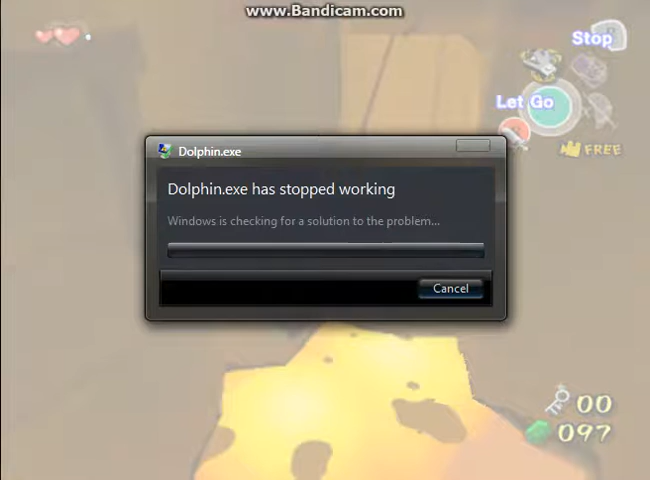 www.Bandicam.com
Stop
Let Go
FREE
Dolphin.exe
Dolphin.exe has stopped working
Windows is checking for a solution to the problem...
Cancel
00
097